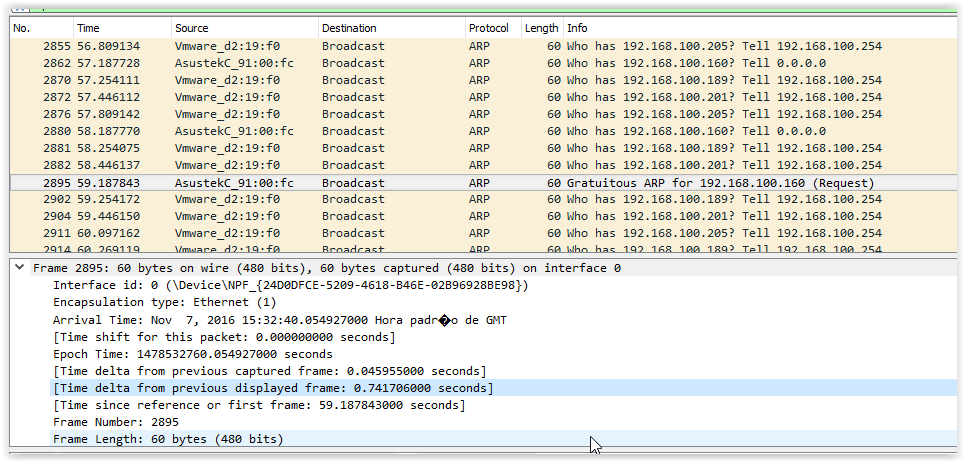 No. Time Source Destination Protocol Length Info
2855 56.809134 Vmware_d2:19:f0 Broadcast ARP 60 Who has 192.168.100.205? Tell 192.168.100.254
2862 57.187728 AsustekC_91:00:fc Broadcast ARP 60 Who has 192.168.100.160? Tell 0.0.0.0
2870 57.254111 Vmware_d2:19:f0 Broadcast ARP 60 Who has 192.168.100.189? Tell 192.168.100.254
2872 57.446112 Vmware_d2:19:f0 Broadcast ARP 60 Who has 192.168.100.201? Tell 192.168.100.254
2876 57.809142 Vmware_d2:19:f0 Broadcast ARP 60 Who has 192.168.100.205? Tell 192.168.100.254
2880 58.187770 AsustekC_91:00:fc Broadcast ARP 60 Who has 192.168.100.160? Tell 0.0.0.0
2881 58.254075 Vmware_d2:19:f0 Broadcast ARP 60 Who has 192.168.100.189? Tell 192.168.100.254
2882 58.446137 Vmware_d2:19:f0 Broadcast ARP 60 Who has 192.168.100.201? Tell 192.168.100.254
2895 59.187843 AsustekC_91:00:fc Broadcast ARP 60 Gratuitous ARP for 192.168.100.160 (Request)
2902 59.254172 Vmware_d2:19:f0 Broadcast ARP 60 Who has 192.168.100.189? Tell 192.168.100.254
2904 59.446150 Vmware_d2:19:f0 Broadcast ARP 60 Who has 192.168.100.201? Tell 192.168.100.254
2911 60.097162 Vmware_d2:19:f0 Broadcast ARP 60 Who has 192.168.100.205? Tell 192.168.100.254
2914 60.269119 Vmware_d2:19:f0 Broadcast ARP 60 Who has 192.168.100.189? Tell 192.168.100.254
Frame 2895: 60 bytes on wire (480 bits), 60 bytes captured (480 bits) on interface 0
Interface id: 0 (\Device\NPF_{24D0DFCE-5209-4618-B46E-02B96928BE98})
Encapsulation type: Ethernet (1)
Arrival Time: Nov 7, 2016 15:32:40.054927000 Hora padr�o de GMT
[Time shift for this packet: 0.000000000 seconds]
Epoch Time: 1478532760.054927000 seconds
[Time delta from previous captured frame: 0.045955000 seconds]
[Time delta from previous displayed frame: 0.741706000 seconds]
[Time since reference or first frame: 59.187843000 seconds]
Frame Number: 2895
Frame Length: 60 bytes (480 bits)